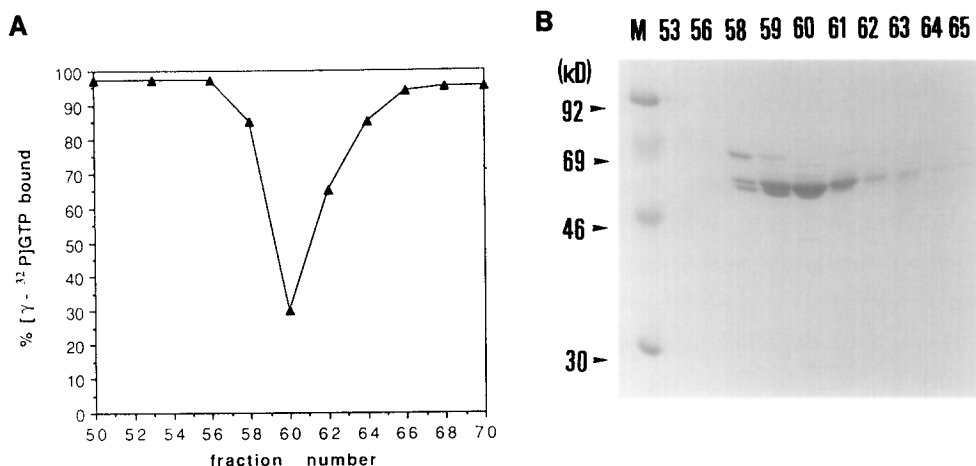 A
100
90
80
70
60
50
40
30
20
10
0
% [γ-³²P]GTP bound
50 52 54 56 58 60 62 64 66 68 70
fraction number
B
M 53 56 58 59 60 61 62 63 64 65
(kD)
92
69
46
30